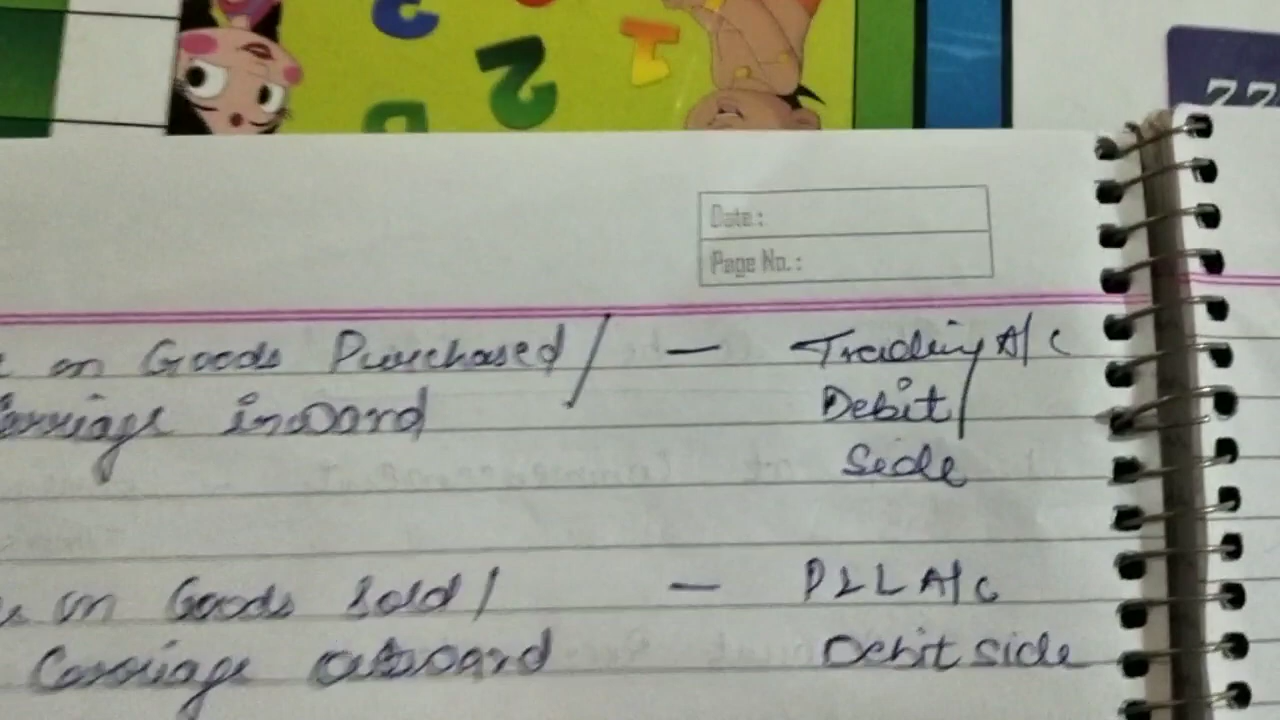 Date:
Page No.:
on Goods Purchased/ — Trading A/C
Carriage inward Debit/
Side
on Goods Sold/ — P&L A/c
Carriage outward Debit side